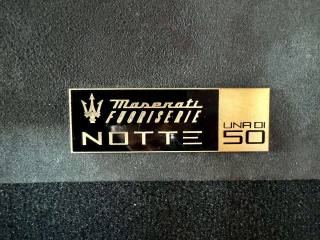 Maserati
FUORISERIE
NOTTE
UNA DI
50